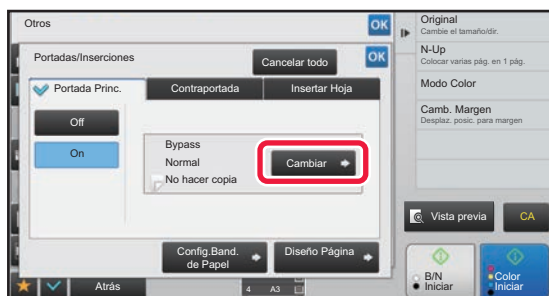 Otros
OK
Portadas/Inserciones
Cancelar todo
OK
Portada Princ.
Contraportada
Insertar Hoja
Off
On
Bypass
Normal
No hacer copia
Cambiar
Config.Band.
de Papel
Diseño Página
Atrás
4 A3
Original
Cambie el tamaño/dir.
N-Up
Colocar varias pág. en 1 pág.
Modo Color
Camb. Margen
Desplaz. posic. para margen
Vista previa
CA
B/N
Iniciar
Color
Iniciar